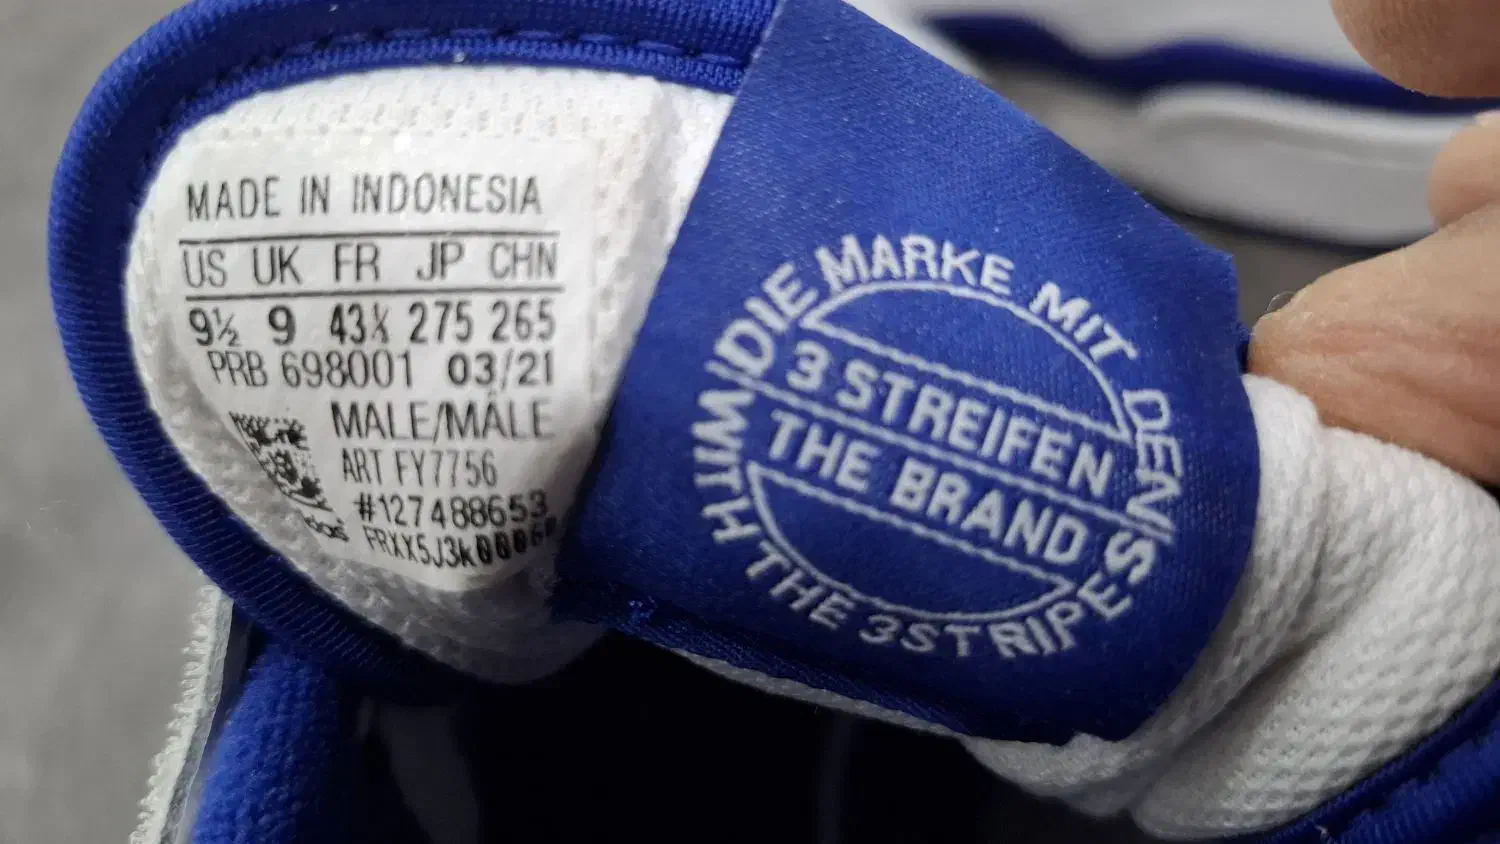 MADE IN INDONESIA
US UK FR JP CHN
9½ 9 43⅓ 275 265
PRB 698001 03/21
MALE/MÂLE
ART FY7756
#127488653
DIE MARKE MIT DEN
3 STREIFEN
THE BRAND
WITH THE 3 STRIPES